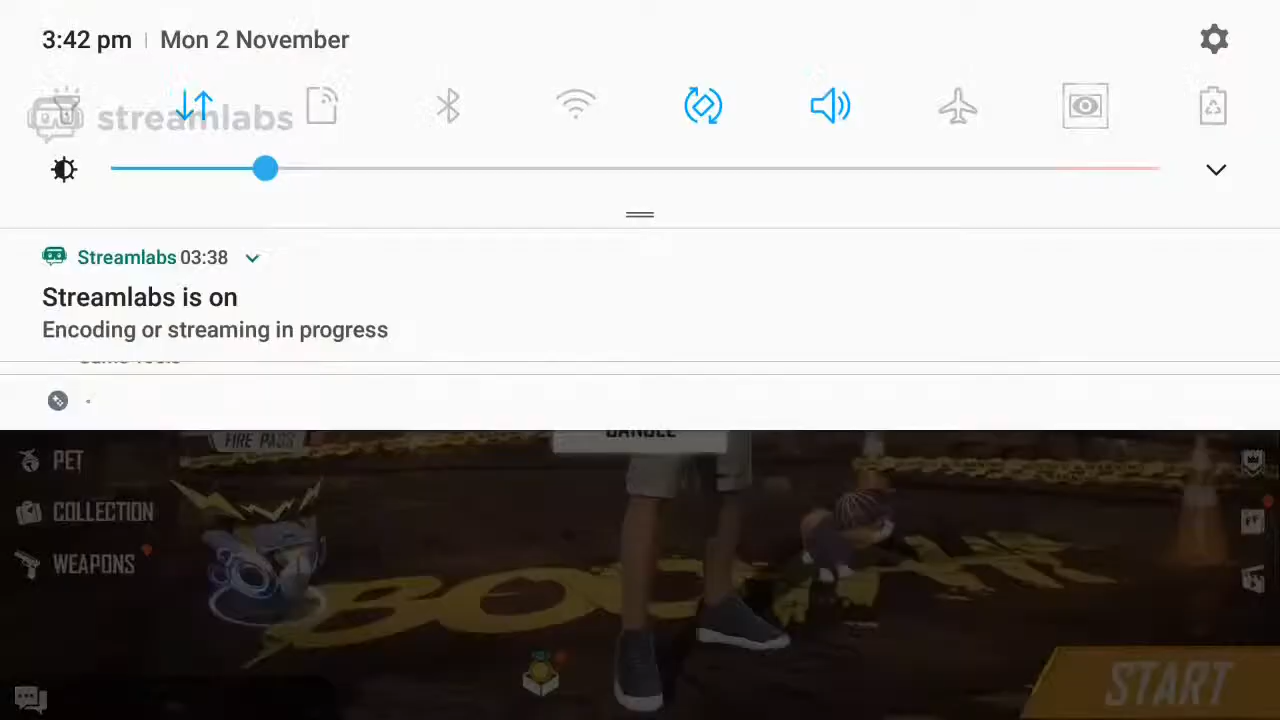 3:42 pm | Mon 2 November
streamlabs
Streamlabs 03:38
Streamlabs is on
Encoding or streaming in progress
FIRE PASS
PET
COLLECTION
WEAPONS
BOOYAH
START